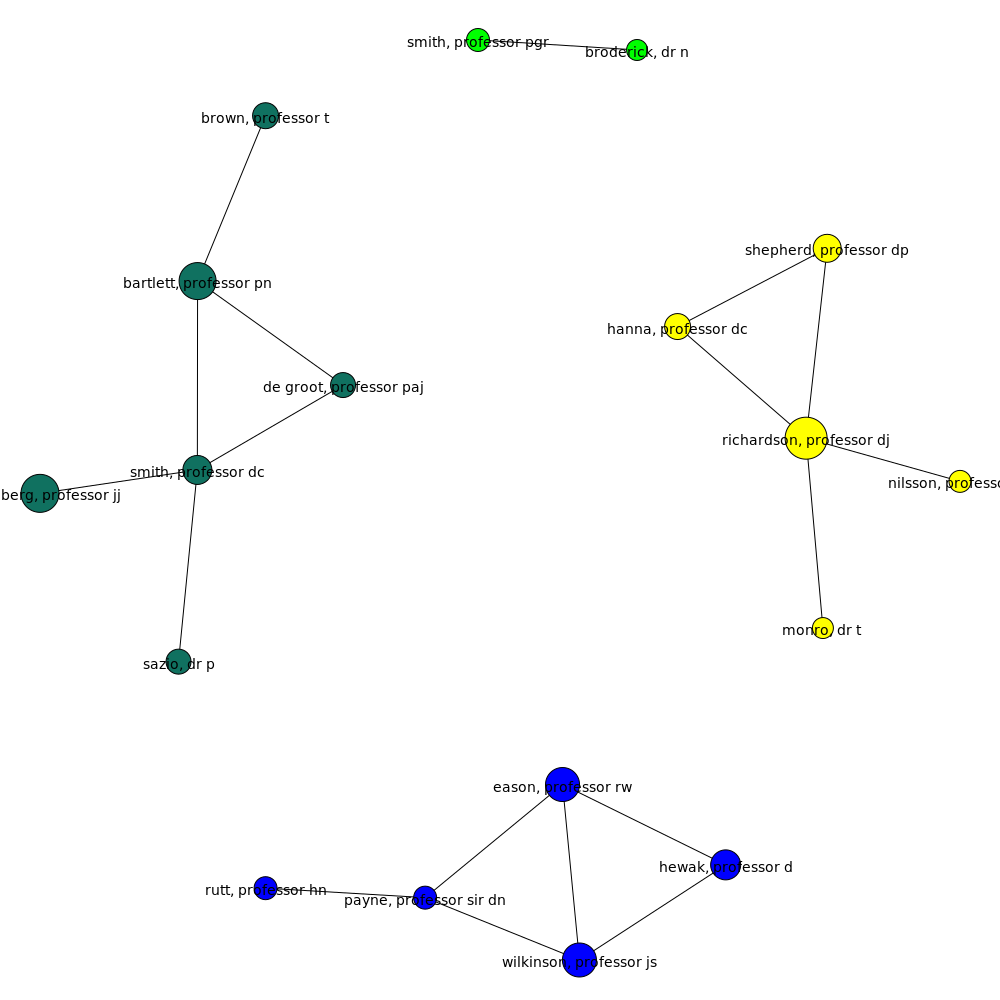 smith, professor pgr
broderick, dr n
brown, professor t
shepherd, professor dp
bartlett, professor pn
hanna, professor dc
de groot, professor paj
richardson, professor dj
smith, professor dc
nilsson,
berg, professor jj
monro, dr t
sazio, dr p
eason, professor rw
hewak, professor d
rutt, professor hn
payne, professor sir dn
wilkinson, professor js